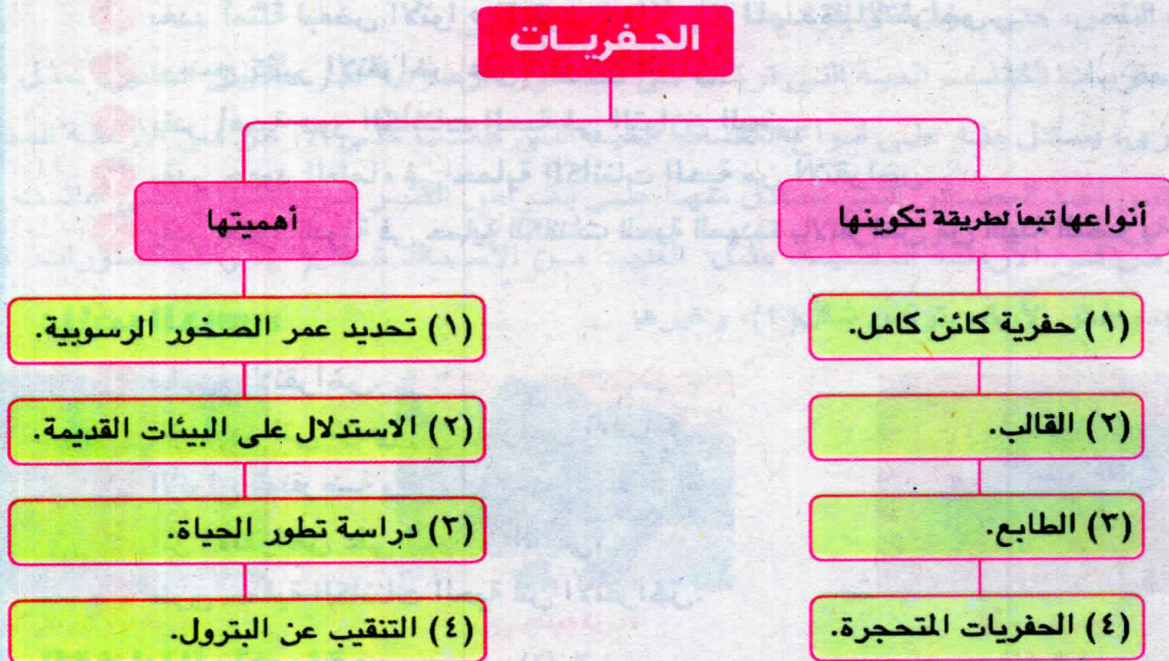 الحفريات
أنواعها تبعاً لطريقة تكوينها
(١) حفرية كائن كامل.
(٢) القالب.
(٣) الطابع.
(٤) الحفريات المتحجرة.
أهميتها
(١) تحديد عمر الصخور الرسوبية.
(٢) الاستدلال على البيئات القديمة.
(٣) دراسة تطور الحياة.
(٤) التنقيب عن البترول.